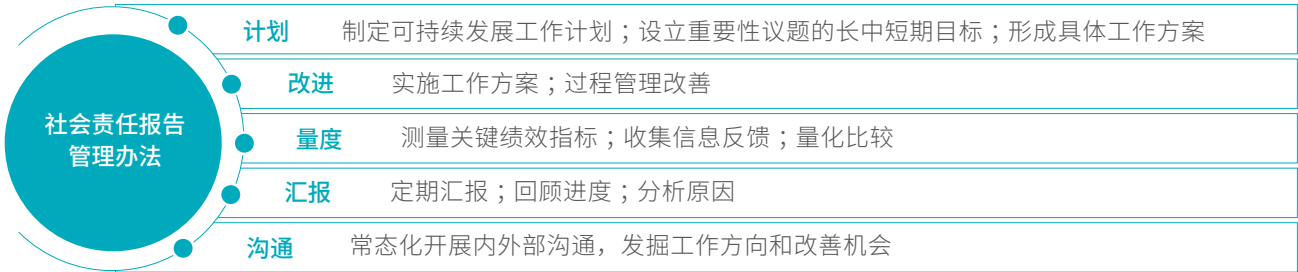 社会责任报告
管理办法
计划 制定可持续发展工作计划；设立重要性议题的长中短期目标；形成具体工作方案
改进 实施工作方案；过程管理改善
量度 测量关键绩效指标；收集信息反馈；量化比较
汇报 定期汇报；回顾进度；分析原因
沟通 常态化开展内外部沟通，发掘工作方向和改善机会